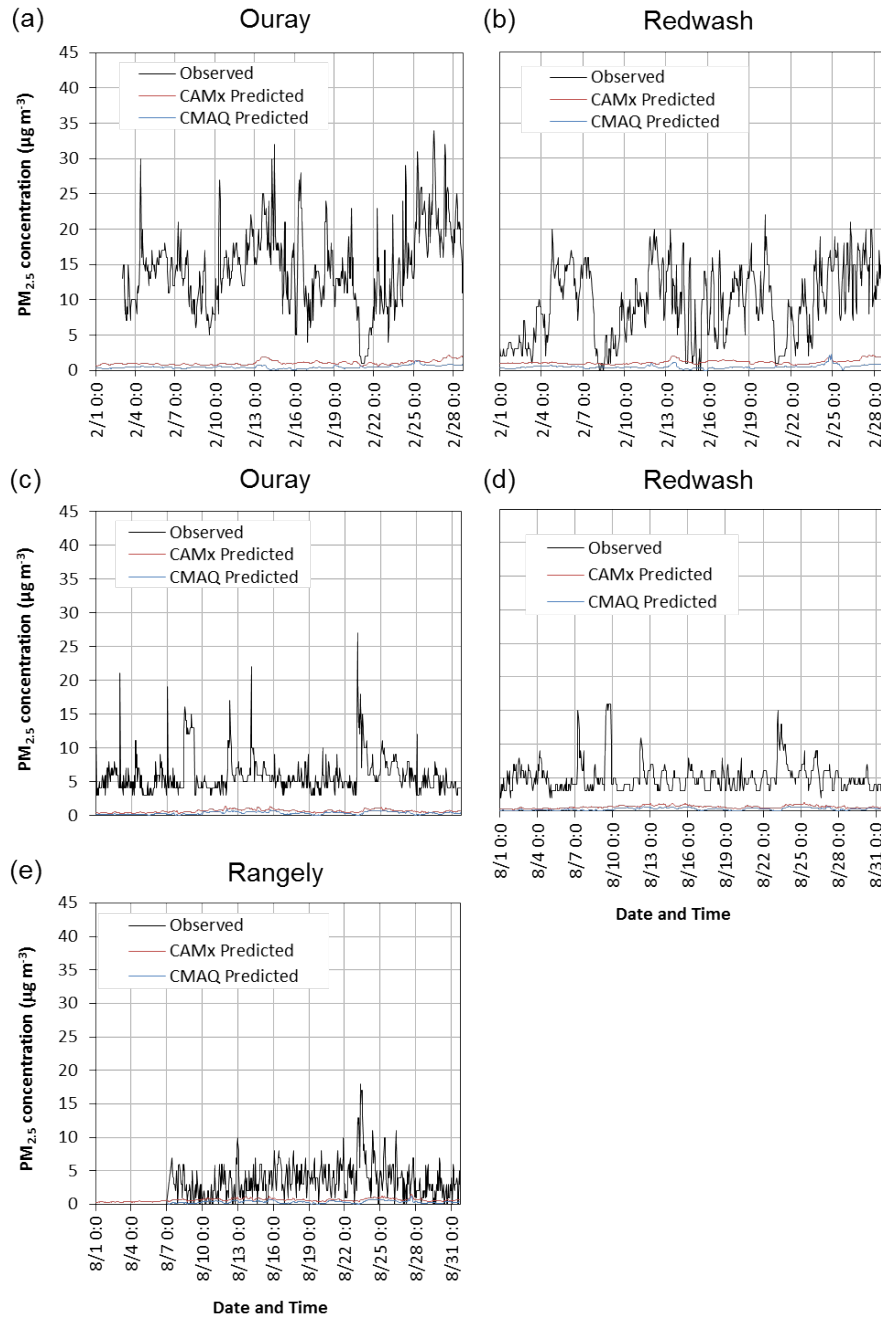 (a)
Ouray
PM2.5 concentration (µg m-3)
45
40
35
30
25
20
15
10
5
0
Observed
CAMx Predicted
CMAQ Predicted
2/1 0:0
2/4 0:0
2/7 0:0
2/10 0:0
2/13 0:0
2/16 0:0
2/19 0:0
2/22 0:0
2/25 0:0
2/28 0:0
(b)
Redwash
Observed
CAMx Predicted
CMAQ Predicted
2/1 0:0
2/4 0:0
2/7 0:0
2/10 0:0
2/13 0:0
2/16 0:0
2/19 0:0
2/22 0:0
2/25 0:0
2/28 0:0
(c)
Ouray
PM2.5 concentration (µg m-3)
45
40
35
30
25
20
15
10
5
0
Observed
CAMx Predicted
CMAQ Predicted
(d)
Redwash
Observed
CAMx Predicted
CMAQ Predicted
8/1 0:0
8/4 0:0
8/7 0:0
8/10 0:0
8/13 0:0
8/16 0:0
8/19 0:0
8/22 0:0
8/25 0:0
8/28 0:0
8/31 0:0
Date and Time
(e)
Rangely
PM2.5 concentration (µg m-3)
45
40
35
30
25
20
15
10
5
0
Observed
CAMx Predicted
CMAQ Predicted
8/1 0:0
8/4 0:0
8/7 0:0
8/10 0:0
8/13 0:0
8/16 0:0
8/19 0:0
8/22 0:0
8/25 0:0
8/28 0:0
8/31 0:0
Date and Time